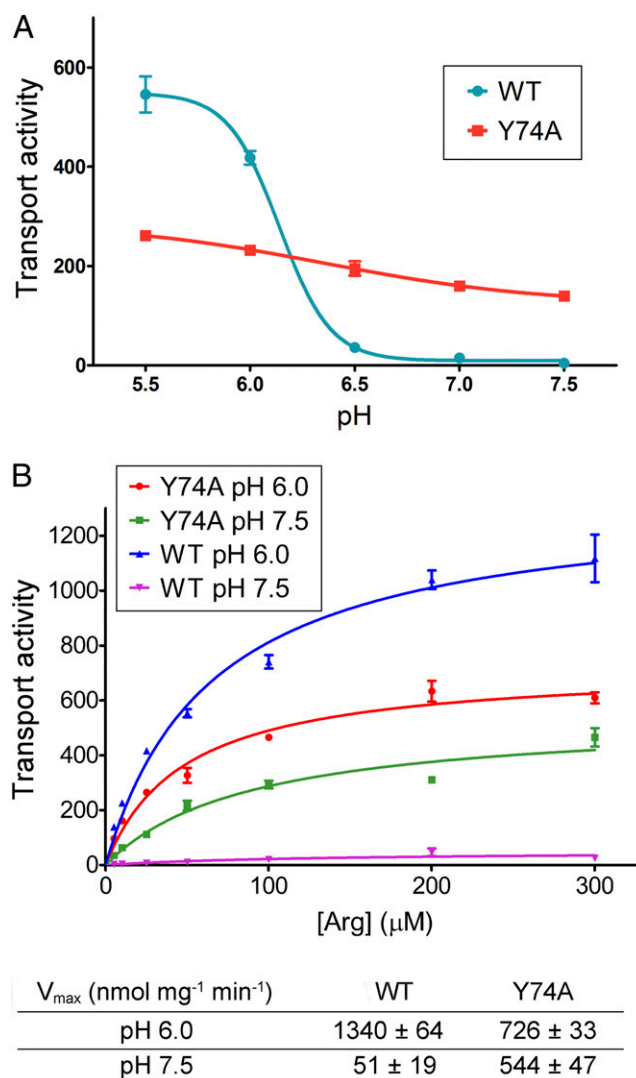 A
Transport activity
600
400
200
0
5.5 6.0 6.5 7.0 7.5
pH
WT
Y74A
B
Transport activity
1200
1000
800
600
400
200
0
0 100 200 300
[Arg] (μM)
Y74A pH 6.0
Y74A pH 7.5
WT pH 6.0
WT pH 7.5
Vmax (nmol mg-1 min-1) WT Y74A
pH 6.0 1340 ± 64 726 ± 33
pH 7.5 51 ± 19 544 ± 47